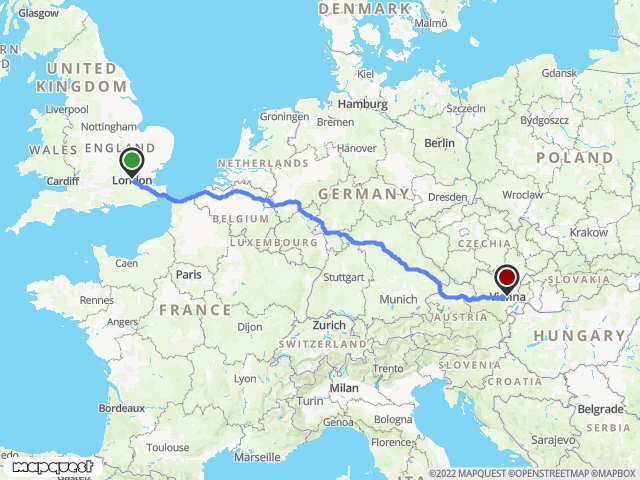 DENMARK
Glasgow
Malmö
UNITED
KINGDOM
Kiel
Gdansk
Liverpool
Hamburg
Szczecin
Groningen
Bremen
Bydgoszcz
Nottingham
WALES
ENGLAND
Hanover
Berlin
NETHERLANDS
POLAND
Cardiff
London
GERMANY
Dresden
Wroclaw
BELGIUM
Krakow
LUXEMBOURG
CZECHIA
Caen
Paris
Stuttgart
SLOVAKIA
Rennes
Munich
Vienna
FRANCE
AUSTRIA
Angers
Dijon
Zurich
HUNGARY
SWITZERLAND
SLOVENIA
Lyon
Trento
CROATIA
Milan
Turin
Bordeaux
Bologna
Belgrade
Genoa
SERBIA
Toulouse
Florence
Sarajevo
Marseille
mapquest
©2022 MAPQUEST ©OPENSTREETMAP ©MAPBOX